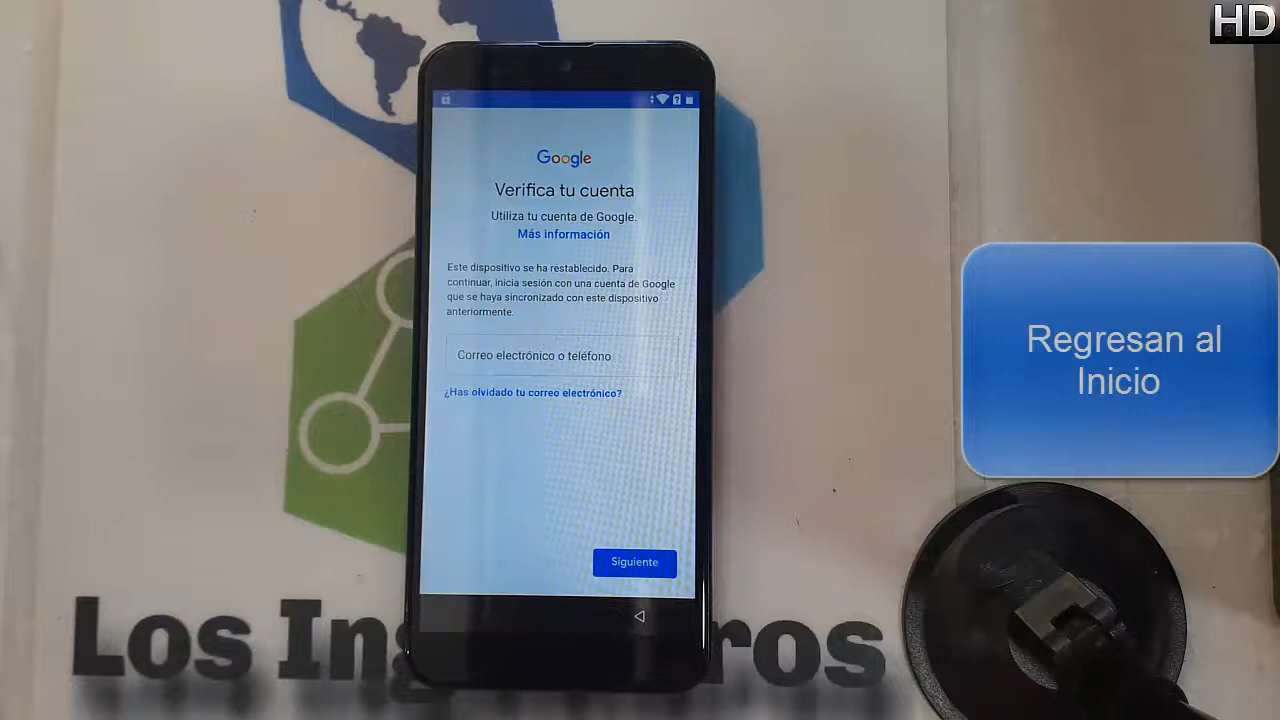 HD
Google
Verifica tu cuenta
Utiliza tu cuenta de Google.
Más información
Este dispositivo se ha restablecido. Para
continuar, inicia sesión con una cuenta de Google
que se haya sincronizado con este dispositivo
anteriormente.
Correo electrónico o teléfono
¿Has olvidado tu correo electrónico?
Siguiente
Regresan al
Inicio
Los Ing ros